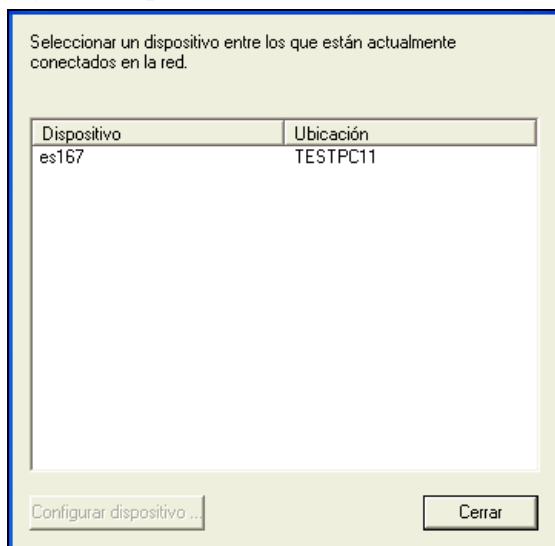 Seleccionar un dispositivo entre los que están actualmente
conectados en la red.
Dispositivo Ubicación
es167 TESTPC11
Configurar dispositivo ... Cerrar